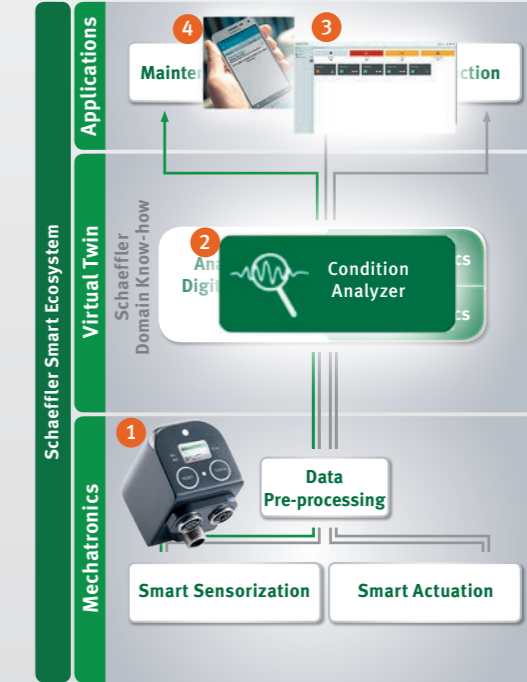 Schaeffler Smart Ecosystem
Applications
4
3
Mainte
ction
Virtual Twin
Schaeffler
Domain Know-how
2
Ana
Digit
Condition
Analyzer
cs
cs
Mechatronics
1
Data
Pre-processing
Smart Sensorization
Smart Actuation